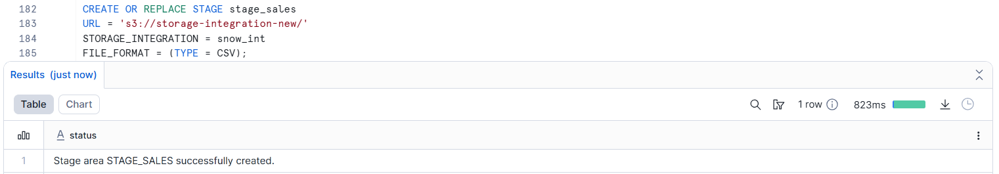 182 CREATE OR REPLACE STAGE stage_sales
183 URL = 's3://storage-integration-new/'
184 STORAGE_INTEGRATION = snow_int
185 FILE_FORMAT = (TYPE = CSV);
Results (just now)
Table Chart 1 row 823ms
A status
1 Stage area STAGE_SALES successfully created.